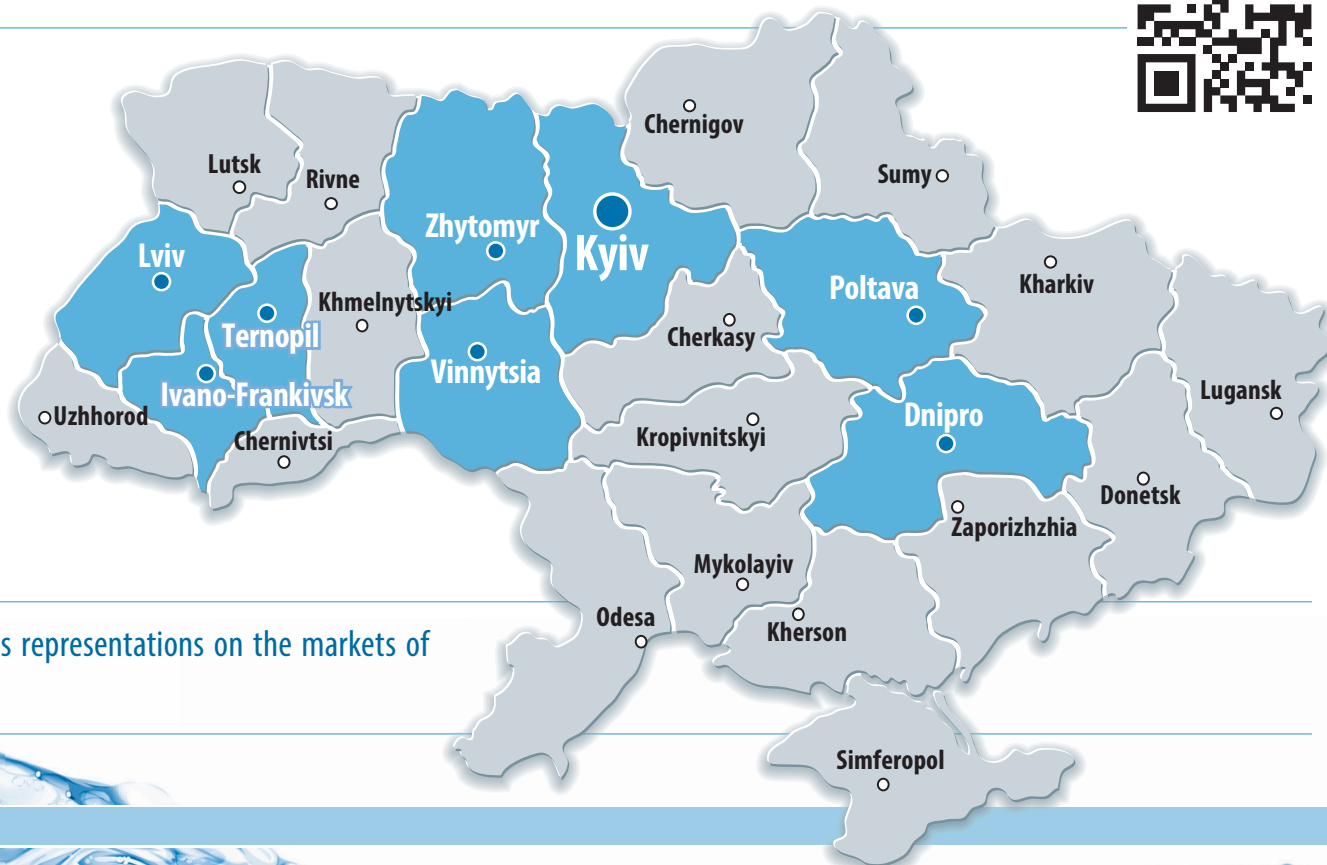 Chernigov
Lutsk
Rivne
Sumy
Zhytomyr
Kyiv
Lviv
Kharkiv
Poltava
Khmelnytskyi
Ternopil
Cherkasy
Vinnytsia
Ivano-Frankivsk
Lugansk
Uzhhorod
Dnipro
Chernivtsi
Kropivnitskyi
Donetsk
Zaporizhzhia
Mykolayiv
Odesa
Kherson
s representations on the markets of
Simferopol